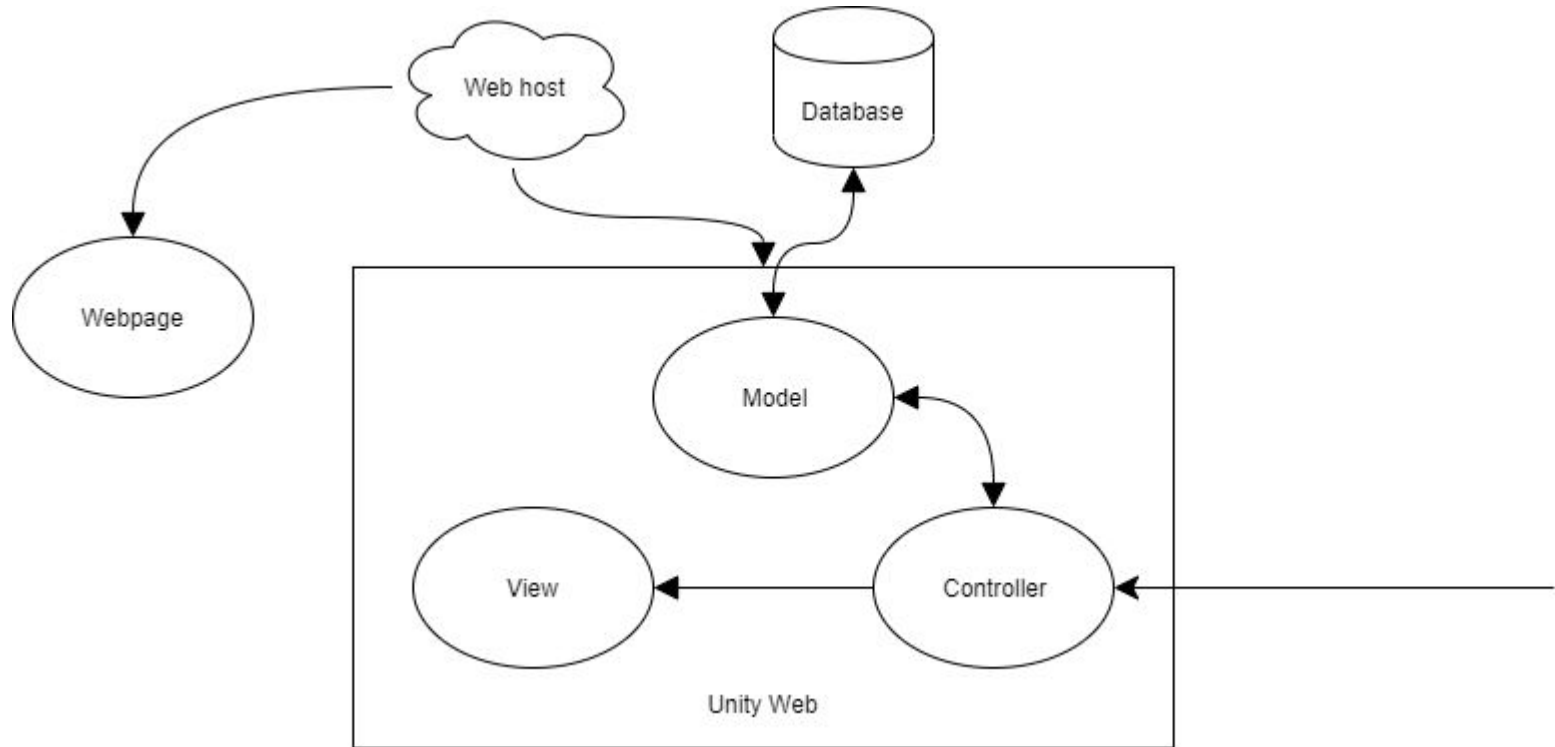 Web host
Database
Webpage
Model
View
Controller
Unity Web